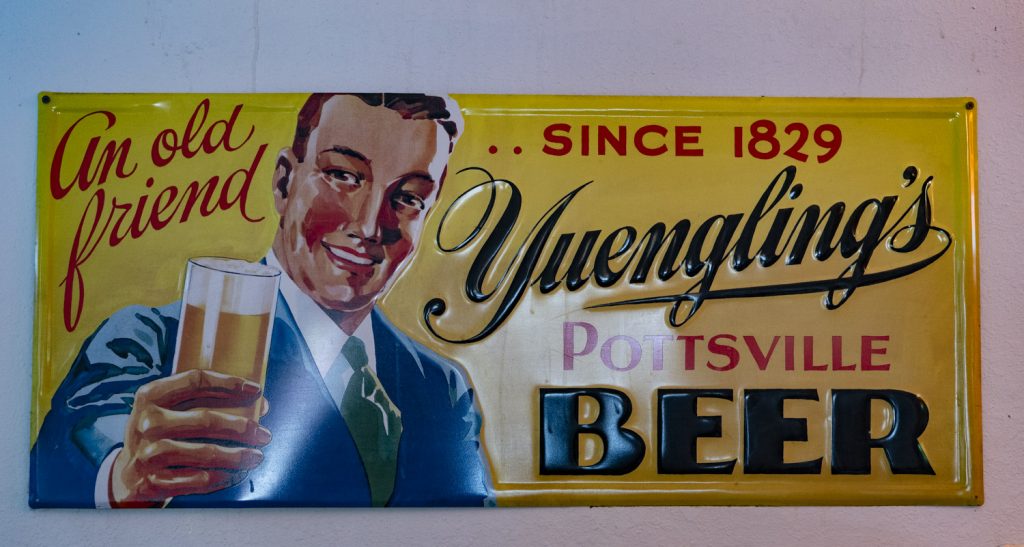 An old
friend
.. SINCE 1829
Yuengling's
POTTSVILLE
BEER